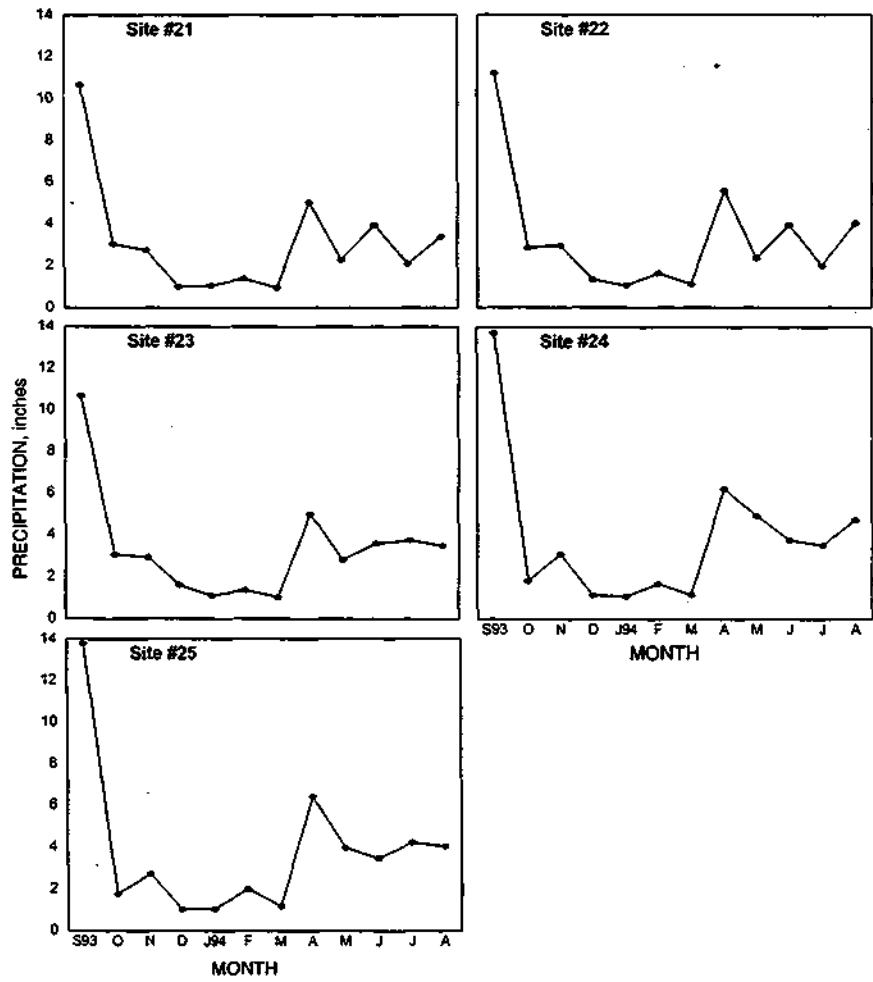 14
12
10
8
6
4
2
0
Site #21
Site #22
14
12
10
8
6
4
2
0
Site #23
Site #24
PRECIPITATION, inches
S93 O N D J94 F M A M J J A
MONTH
14
12
10
8
6
4
2
0
Site #25
S93 O N D J94 F M A M J J A
MONTH